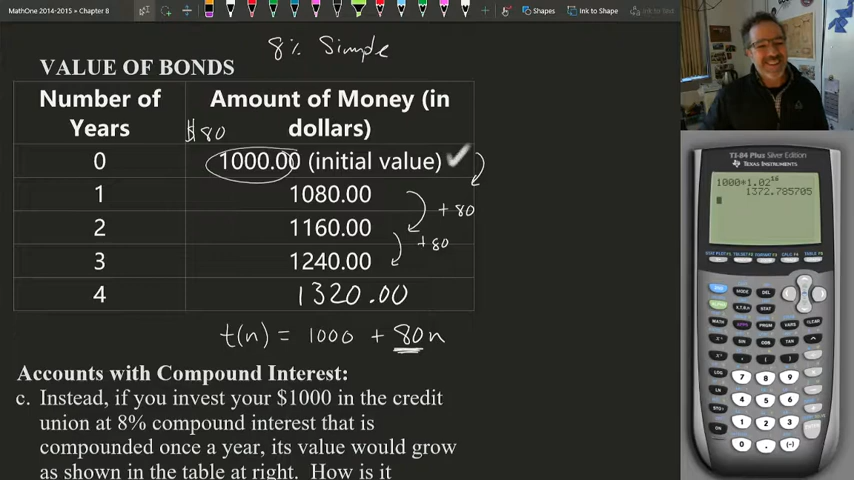 MathOne 2014-2015 » Chapter 8
Shapes
Ink to Shape
Ink to Math
8% Simple
VALUE OF BONDS
Number of Years
Amount of Money (in dollars)
$80
0
1000.00 (initial value)
1
1080.00
+80
2
1160.00
+80
3
1240.00
4
1320.00
t(n) = 1000 + 80n
Accounts with Compound Interest:
c. Instead, if you invest your $1000 in the credit
union at 8% compound interest that is
compounded once a year, its value would grow
as shown in the table at right. How is it
TI-84 Plus Silver Edition
TEXAS INSTRUMENTS
1000*1.02^16
1372.785705